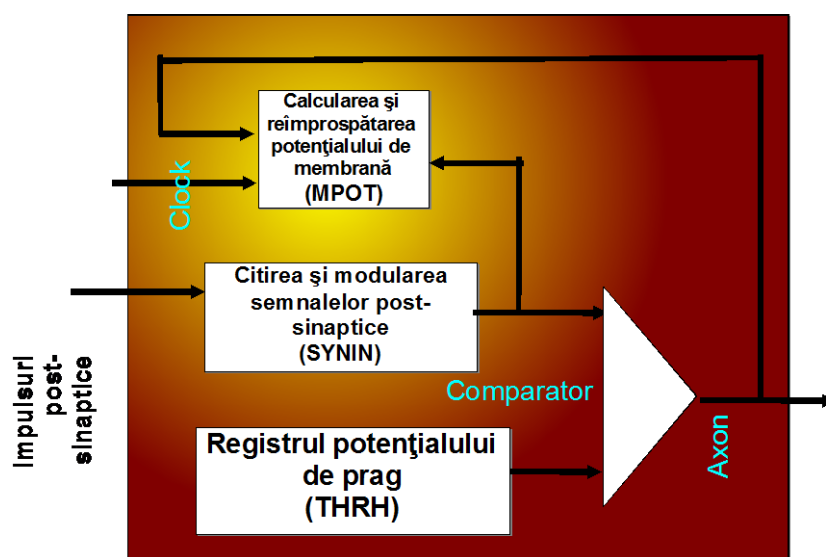 Calcularea şi
reîmprospătarea
potenţialului de
membrană
(MPOT)
Clock
Citirea şi modularea
semnalelor post-
sinaptice
(SYNIN)
Impulsuri
post-
sinaptice
Comparator
Registrul potenţialului
de prag
(THRH)
Axon